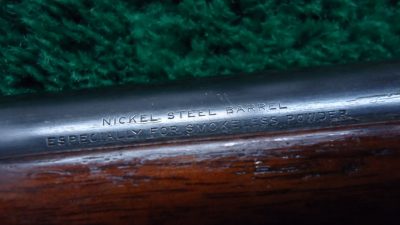 NICKEL STEEL BARREL
ESPECIALLY FOR SMOKELESS POWDER